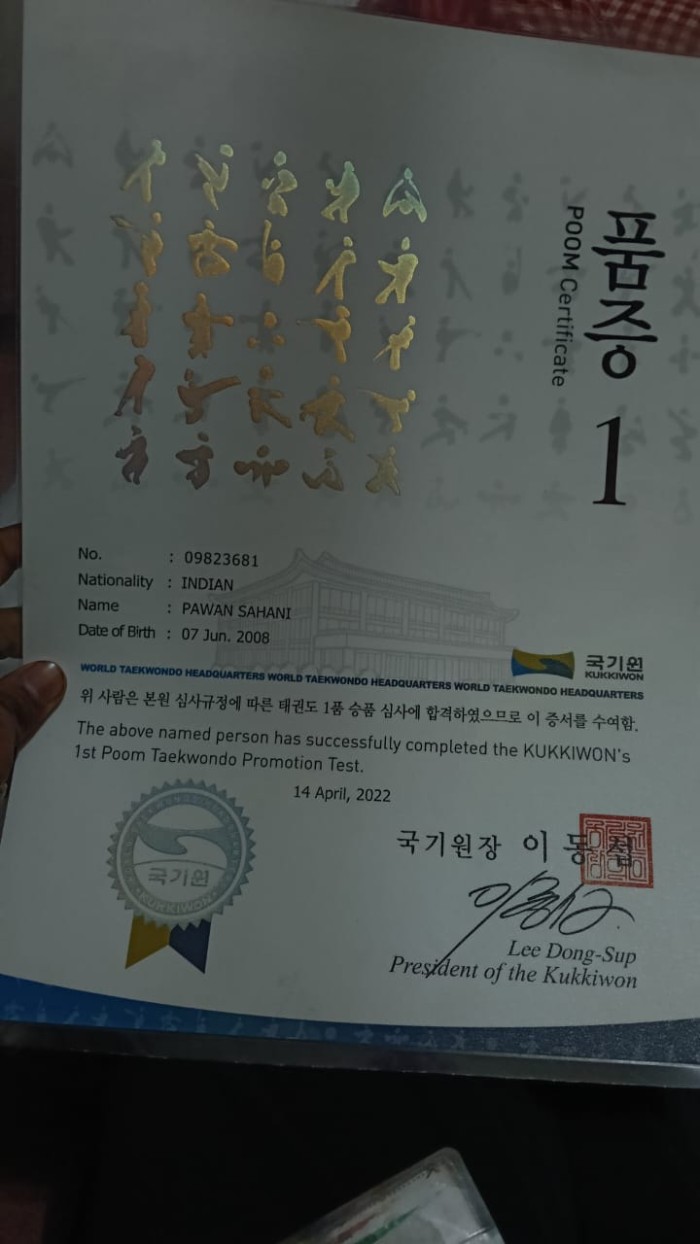 품증
POOM Certificate
1
No. : 09823681
Nationality : INDIAN
Name : PAWAN SAHANI
Date of Birth : 07 Jun. 2008
국기원
KUKKIWON
WORLD TAEKWONDO HEADQUARTERS WORLD TAEKWONDO HEADQUARTERS WORLD TAEKWONDO HEADQUARTERS
위 사람은 본원 심사규정에 따른 태권도 1품 승품 심사에 합격하였으므로 이 증서를 수여함.
The above named person has successfully completed the KUKKIWON's
1st Poom Taekwondo Promotion Test.
14 April, 2022
국기원
KUKKIWON
국기원장 이동섭
Lee Dong-Sup
President of the Kukkiwon